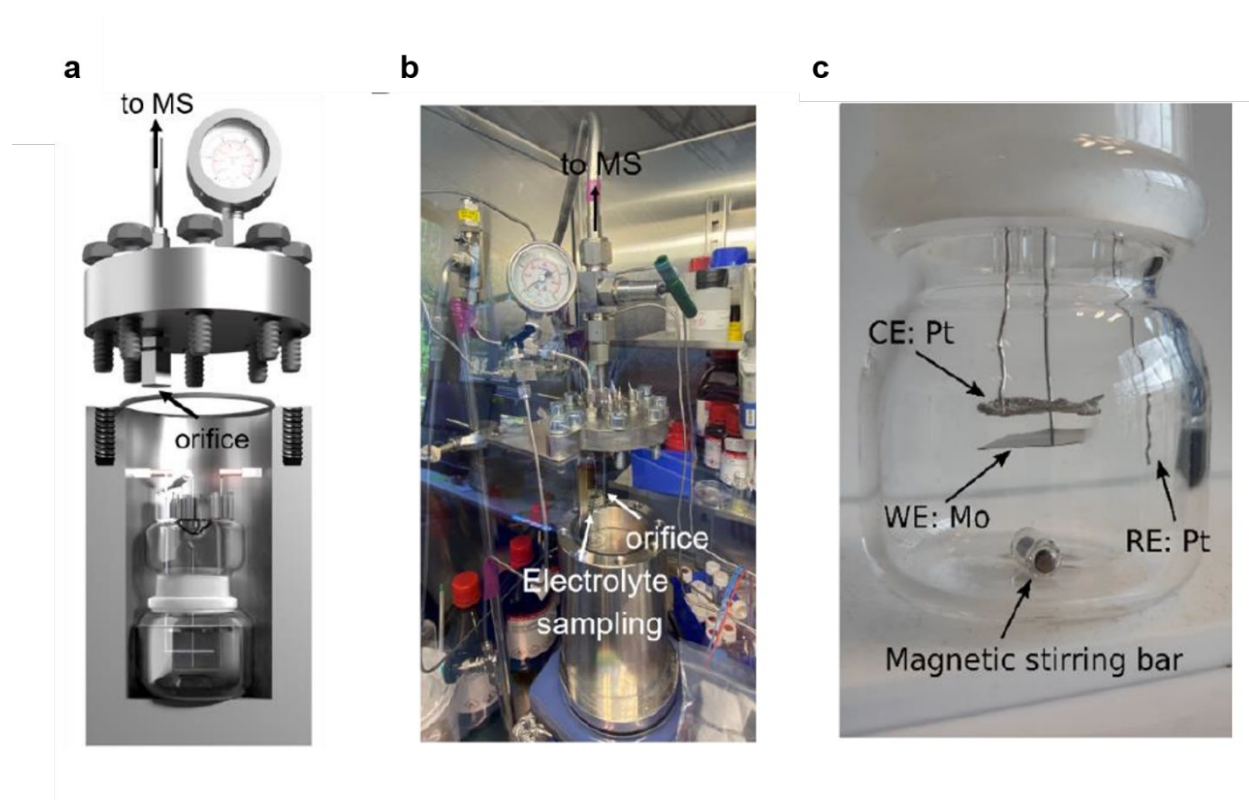 a
to MS
orifice
b
to MS
orifice
Electrolyte
sampling
c
CE: Pt
WE: Mo
RE: Pt
Magnetic stirring bar